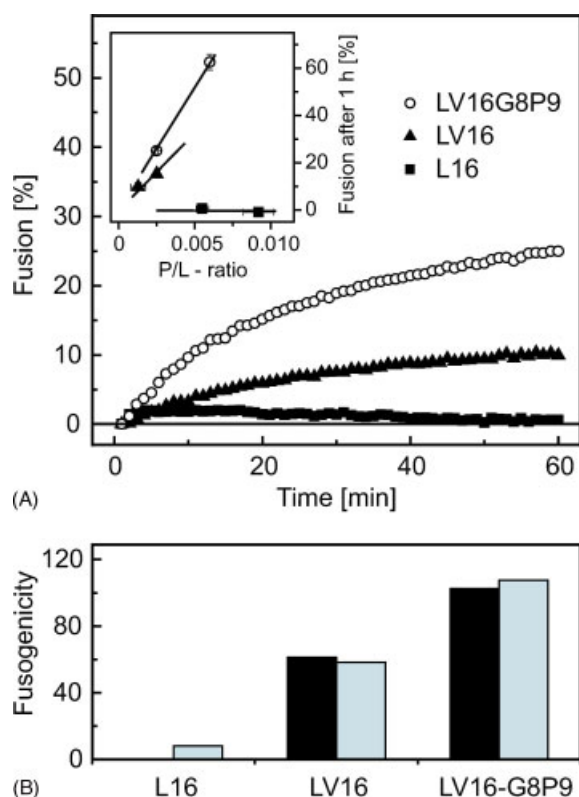 50
40
30
20
10
0
Fusion [%]
60
40
20
0
Fusion after 1 h [%]
0
0.005
0.010
P/L - ratio
LV16G8P9
LV16
L16
20
40
60
0
Time [min]
(A)
120
80
40
0
Fusogenicity
L16
LV16
LV16-G8P9
(B)